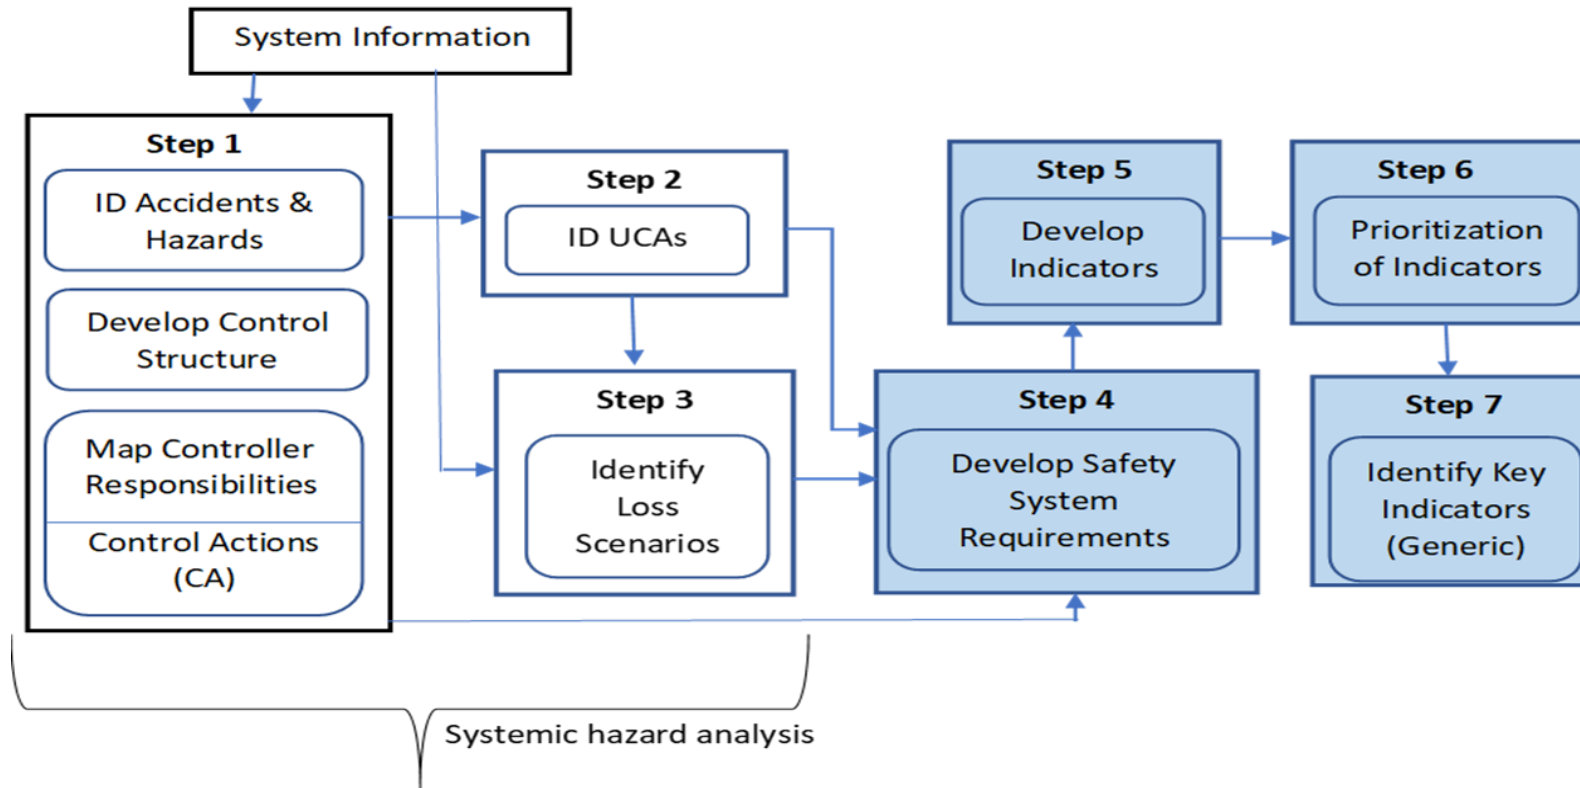 System Information
Step 1
ID Accidents &
Hazards
Develop Control
Structure
Map Controller
Responsibilities
Control Actions
(CA)
Step 2
ID UCAs
Step 3
Identify
Loss
Scenarios
Step 4
Develop Safety
System
Requirements
Step 5
Develop
Indicators
Step 6
Prioritization
of Indicators
Step 7
Identify Key
Indicators
(Generic)
Systemic hazard analysis